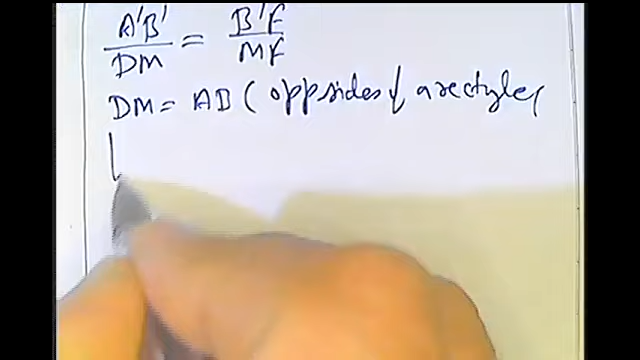 A'B' / DM = B'F / MF
DM = AB ( opp sides of a rectangle,